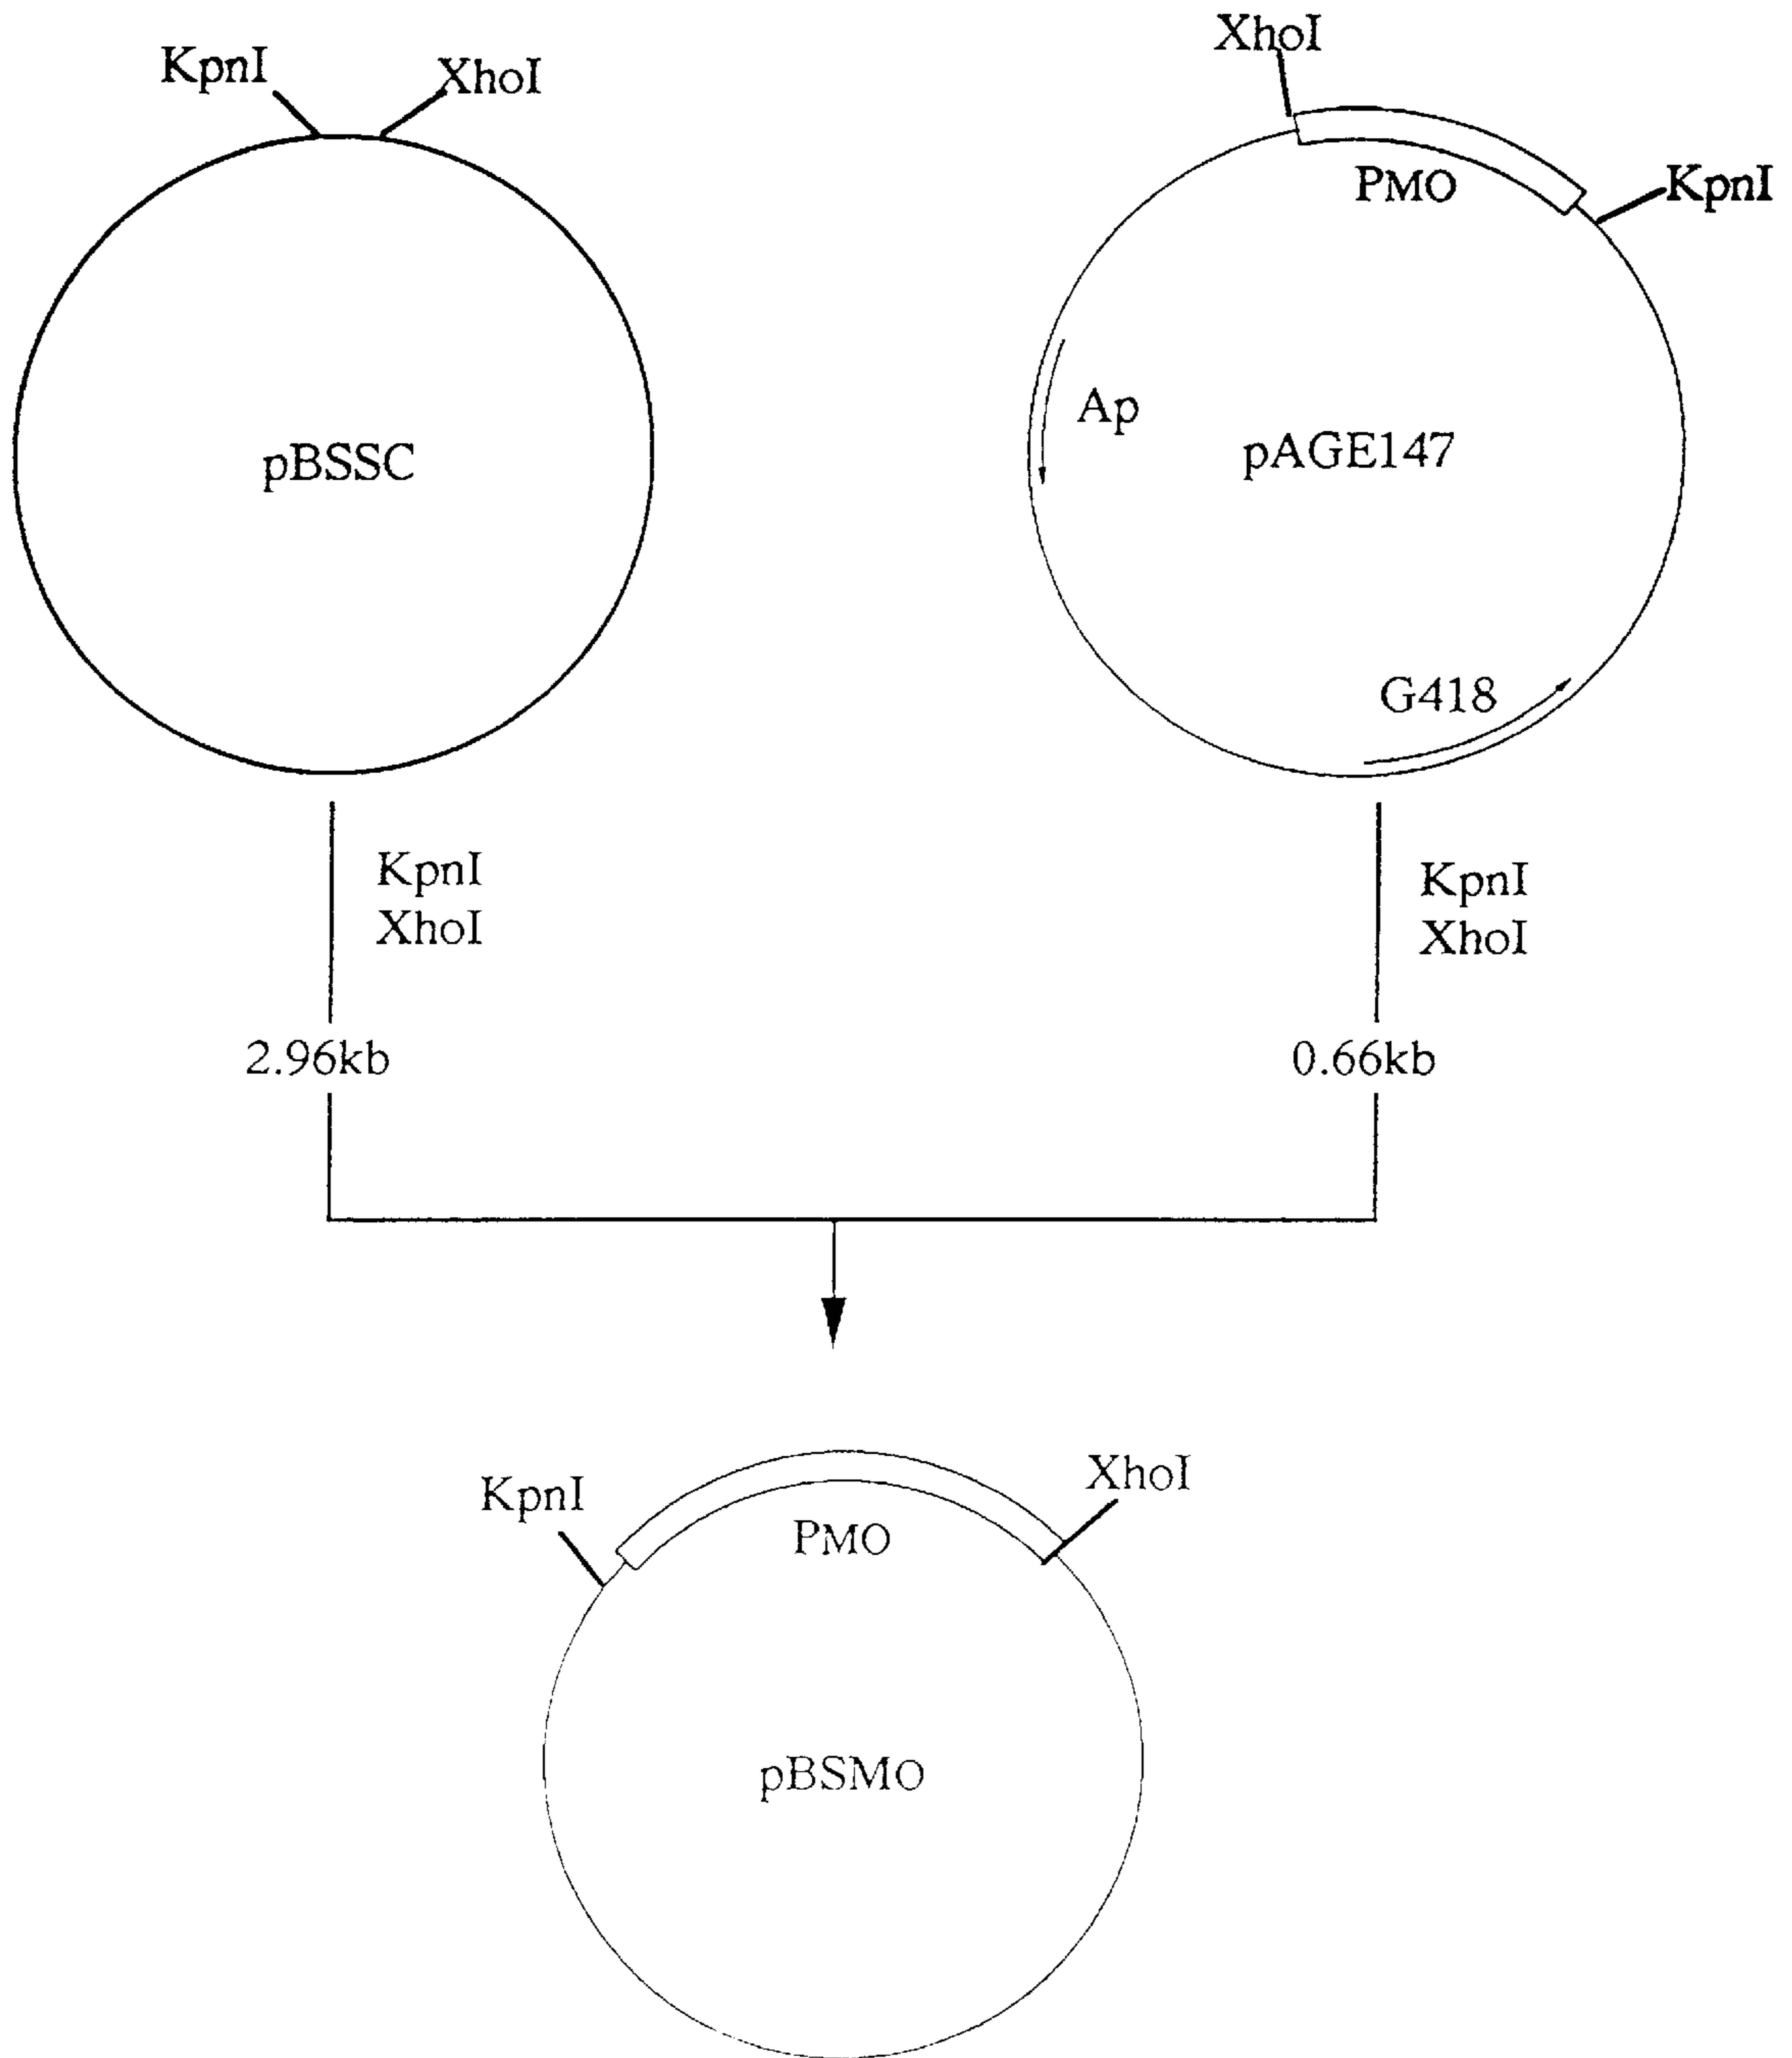 KpnI
XhoI
pBSSC
XhoI
PMO
KpnI
Ap
pAGE147
G418
KpnI
XhoI
2.96kb
KpnI
XhoI
0.66kb
KpnI
PMO
XhoI
pBSMO